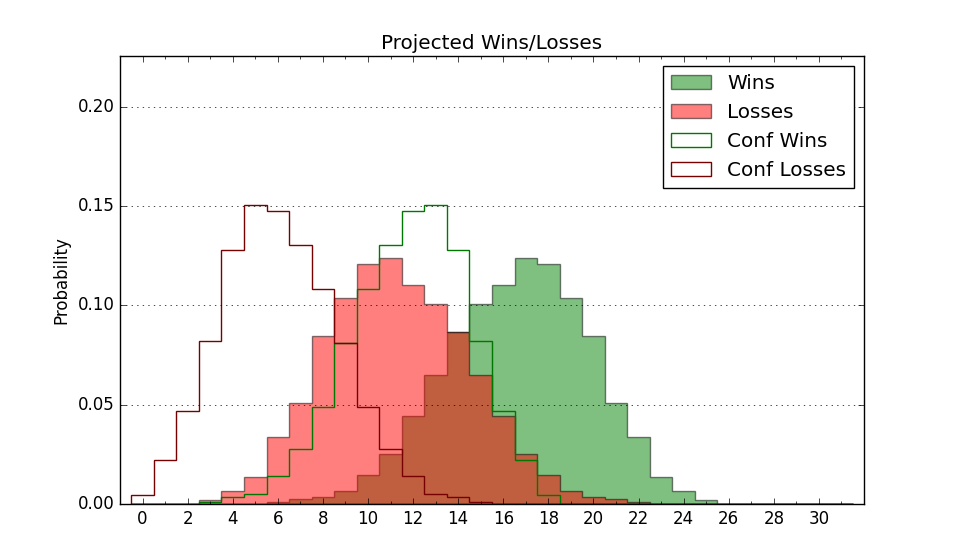 Projected Wins/Losses
Wins
Losses
Conf Wins
Conf Losses
Probability
0.20
0.15
0.10
0.05
0.00
0 2 4 6 8 10 12 14 16 18 20 22 24 26 28 30